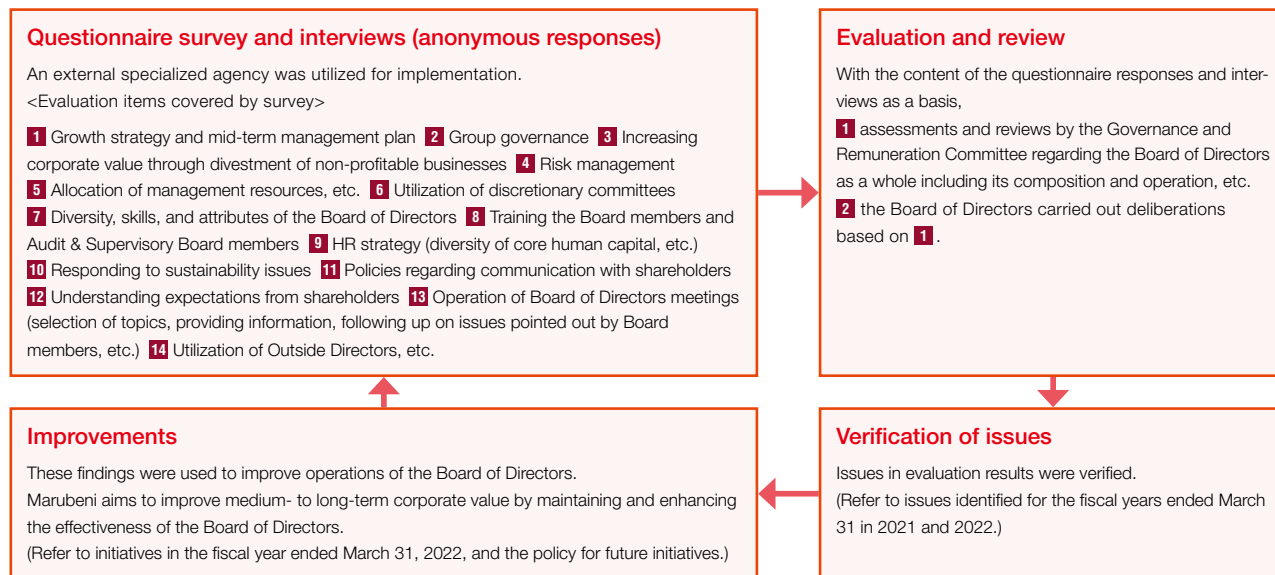 Questionnaire survey and interviews (anonymous responses)
An external specialized agency was utilized for implementation.
<Evaluation items covered by survey>
1 Growth strategy and mid-term management plan 2 Group governance 3 Increasing
corporate value through divestment of non-profitable businesses 4 Risk management
5 Allocation of management resources, etc. 6 Utilization of discretionary committees
7 Diversity, skills, and attributes of the Board of Directors 8 Training the Board members and
Audit & Supervisory Board members 9 HR strategy (diversity of core human capital, etc.)
10 Responding to sustainability issues 11 Policies regarding communication with shareholders
12 Understanding expectations from shareholders 13 Operation of Board of Directors meetings
(selection of topics, providing information, following up on issues pointed out by Board
members, etc.) 14 Utilization of Outside Directors, etc.
Evaluation and review
With the content of the questionnaire responses and inter-
views as a basis,
1 assessments and reviews by the Governance and
Remuneration Committee regarding the Board of Directors
as a whole including its composition and operation, etc.
2 the Board of Directors carried out deliberations
based on 1 .
Verification of issues
Issues in evaluation results were verified.
(Refer to issues identified for the fiscal years ended March
31 in 2021 and 2022.)
Improvements
These findings were used to improve operations of the Board of Directors.
Marubeni aims to improve medium- to long-term corporate value by maintaining and enhancing
the effectiveness of the Board of Directors.
(Refer to initiatives in the fiscal year ended March 31, 2022, and the policy for future initiatives.)